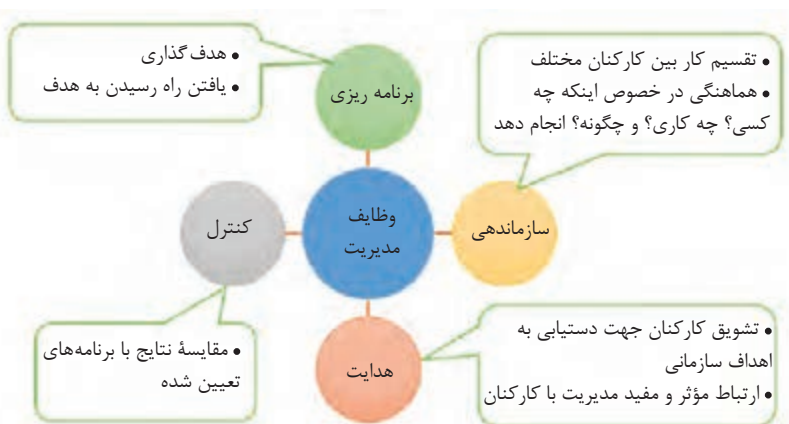 • هدف‌گذاری
• یافتن راه رسیدن به هدف
برنامه ریزی
• تقسیم کار بین کارکنان مختلف
• هماهنگی در خصوص اینکه چه
کسی؟ چه کاری؟ و چگونه؟ انجام دهد
سازماندهی
وظایف
مدیریت
کنترل
• مقایسهٔ نتایج با برنامه‌های
تعیین شده
هدایت
• تشویق کارکنان جهت دستیابی به
اهداف سازمانی
• ارتباط مؤثر و مفید مدیریت با کارکنان